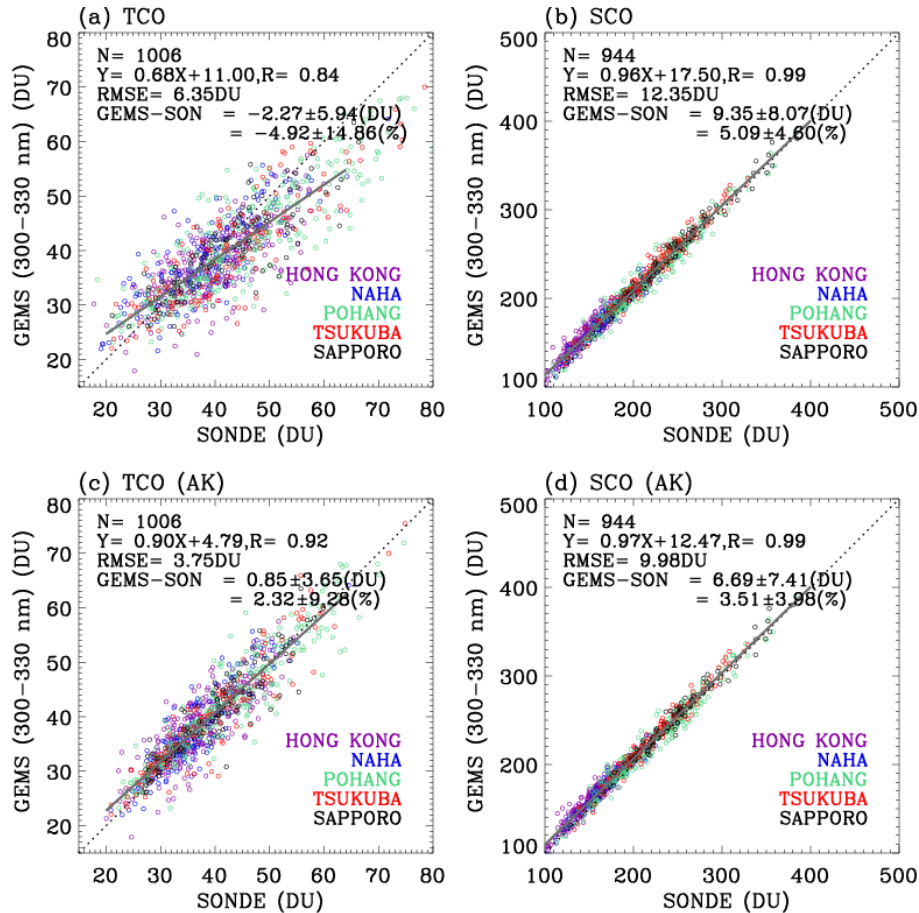 (a) TCO
N= 1006
Y= 0.68X+11.00,R= 0.84
RMSE= 6.35DU
GEMS-SON = -2.27±5.94(DU)
= -4.92±14.86(%)
HONG KONG
NAHA
POHANG
TSUKUBA
SAPPORO
80
70
60
50
40
30
20
GEMS (300-330 nm) (DU)
20 30 40 50 60 70 80
SONDE (DU)
(b) SCO
N= 944
Y= 0.96X+17.50,R= 0.99
RMSE= 12.35DU
GEMS-SON = 9.35±8.07(DU)
= 5.09±4.60(%)
HONG KONG
NAHA
POHANG
TSUKUBA
SAPPORO
500
400
300
200
100
GEMS (300-330 nm) (DU)
100 200 300 400 500
SONDE (DU)
(c) TCO (AK)
N= 1006
Y= 0.90X+4.79,R= 0.92
RMSE= 3.75DU
GEMS-SON = 0.85±3.65(DU)
= 2.32±9.28(%)
HONG KONG
NAHA
POHANG
TSUKUBA
SAPPORO
80
70
60
50
40
30
20
GEMS (300-330 nm) (DU)
20 30 40 50 60 70 80
SONDE (DU)
(d) SCO (AK)
N= 944
Y= 0.97X+12.47,R= 0.99
RMSE= 9.98DU
GEMS-SON = 6.69±7.41(DU)
= 3.51±3.98(%)
HONG KONG
NAHA
POHANG
TSUKUBA
SAPPORO
500
400
300
200
100
GEMS (300-330 nm) (DU)
100 200 300 400 500
SONDE (DU)